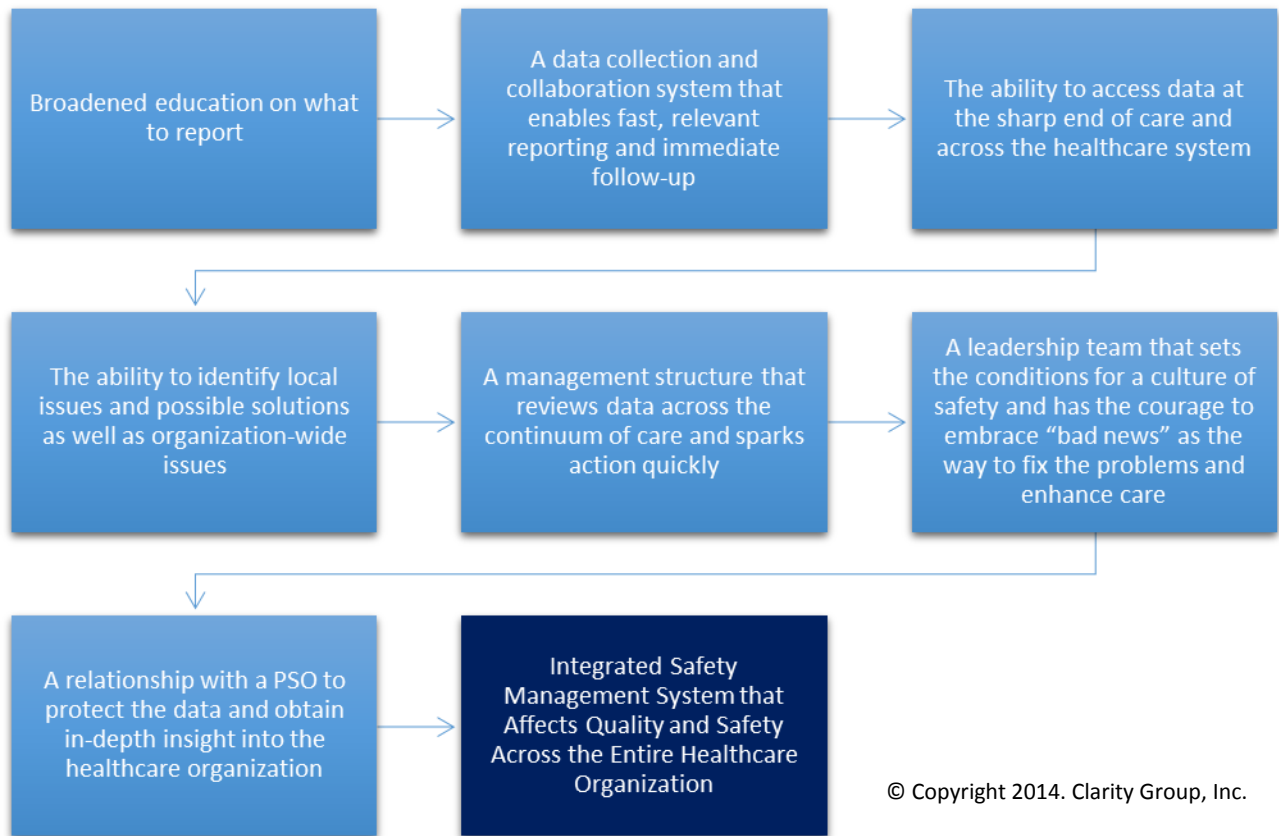 Broadened education on what
to report
A data collection and
collaboration system that
enables fast, relevant
reporting and immediate
follow-up
The ability to access data at
the sharp end of care and
across the healthcare system
The ability to identify local
issues and possible solutions
as well as organization-wide
issues
A management structure that
reviews data across the
continuum of care and sparks
action quickly
A leadership team that sets
the conditions for a culture of
safety and has the courage to
embrace “bad news” as the
way to fix the problems and
enhance care
A relationship with a PSO to
protect the data and obtain
in-depth insight into the
healthcare organization
Integrated Safety
Management System that
Affects Quality and Safety
Across the Entire Healthcare
Organization
© Copyright 2014. Clarity Group, Inc.